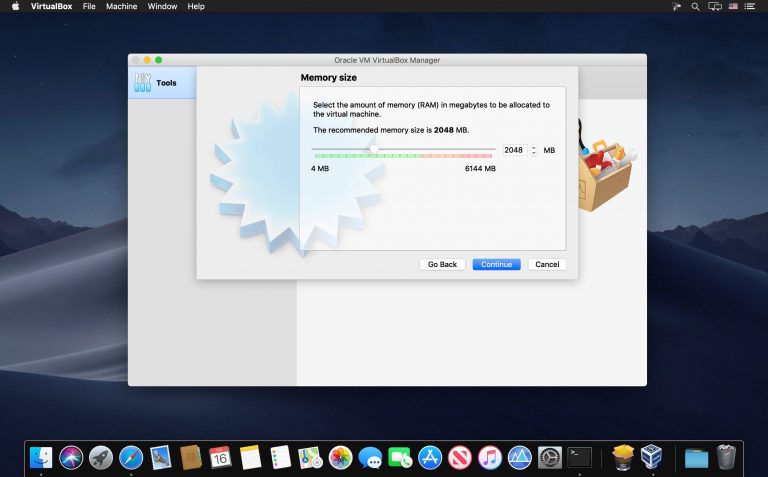 VirtualBox File Machine Window Help
Oracle VM VirtualBox Manager
Tools
Memory size
Select the amount of memory (RAM) in megabytes to be allocated to
the virtual machine.
The recommended memory size is 2048 MB.
2048 MB
4 MB 6144 MB
Go Back Continue Cancel
16